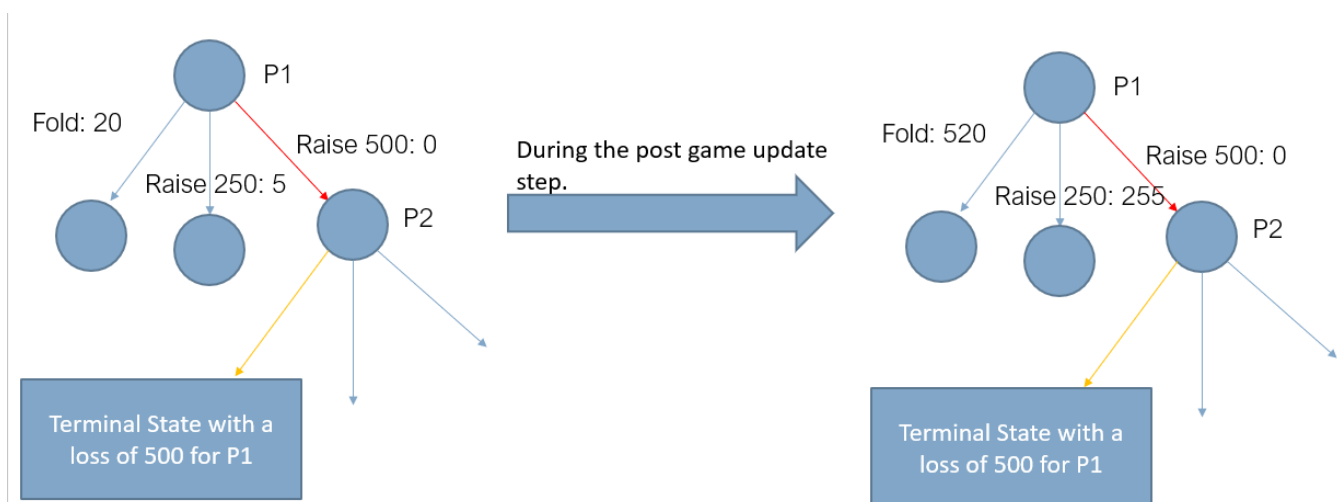 P1
Fold: 20
Raise 500: 0
Raise 250: 5
P2
Terminal State with a
loss of 500 for P1
During the post game update
step.
P1
Fold: 520
Raise 500: 0
Raise 250: 255
P2
Terminal State with a
loss of 500 for P1